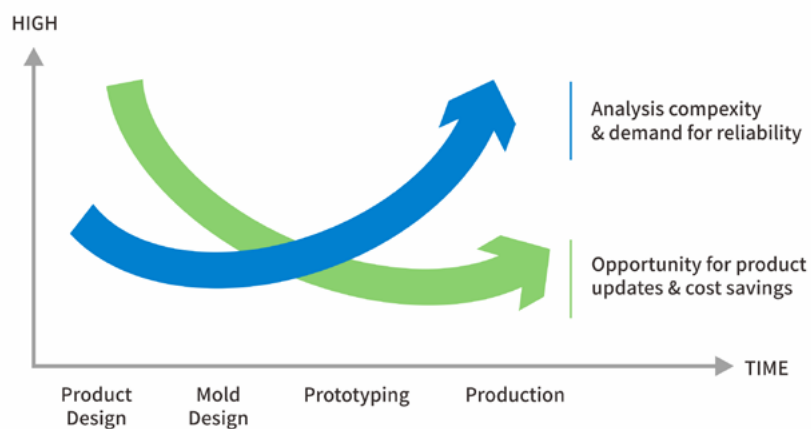 HIGH
Analysis compexity
& demand for reliability
Opportunity for product
updates & cost savings
TIME
Product
Design
Mold
Design
Prototyping
Production